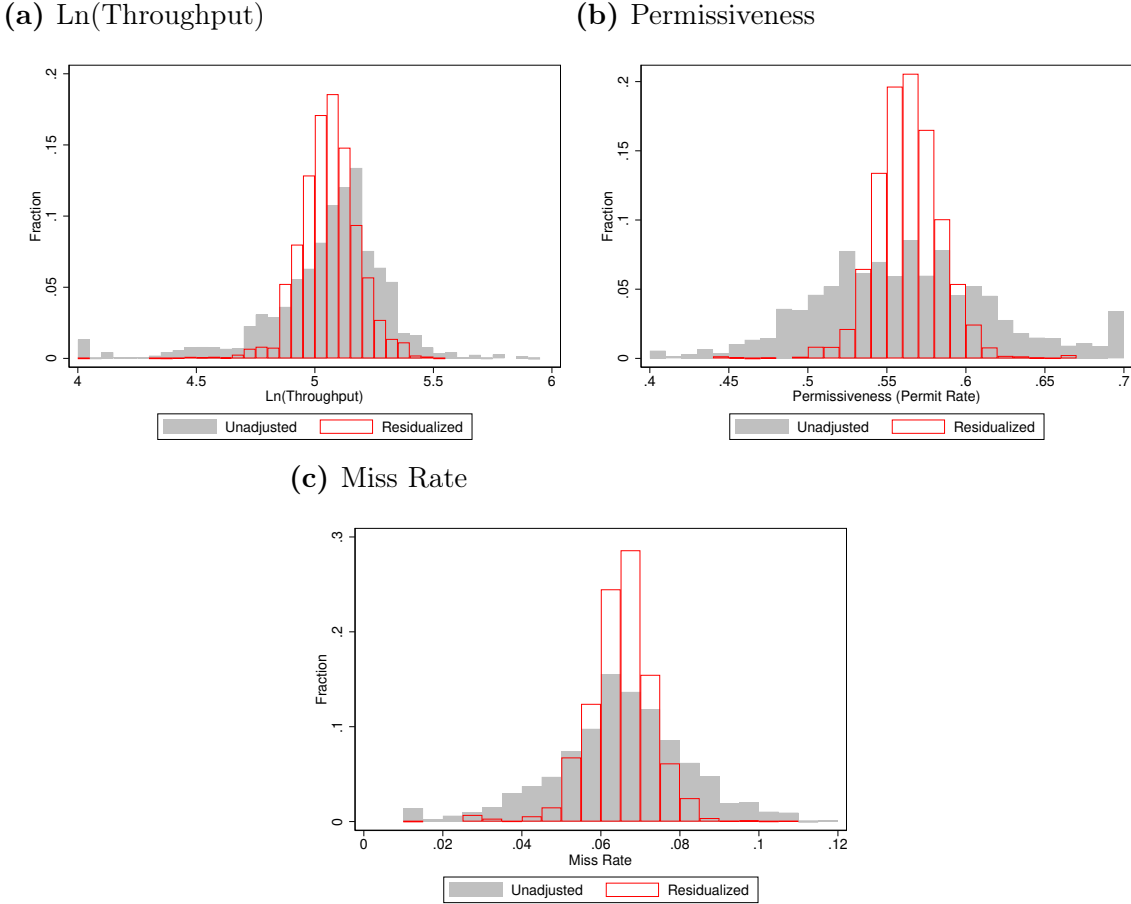 (a) Ln(Throughput)
Fraction
.2
.15
.1
.05
0
4 4.5 5 5.5 6
Ln(Throughput)
Unadjusted Residualized
(b) Permissiveness
Fraction
.2
.15
.1
.05
0
.4 .45 .5 .55 .6 .65 .7
Permissiveness (Permit Rate)
Unadjusted Residualized
(c) Miss Rate
Fraction
.3
.2
.1
0
0 .02 .04 .06 .08 .1 .12
Miss Rate
Unadjusted Residualized